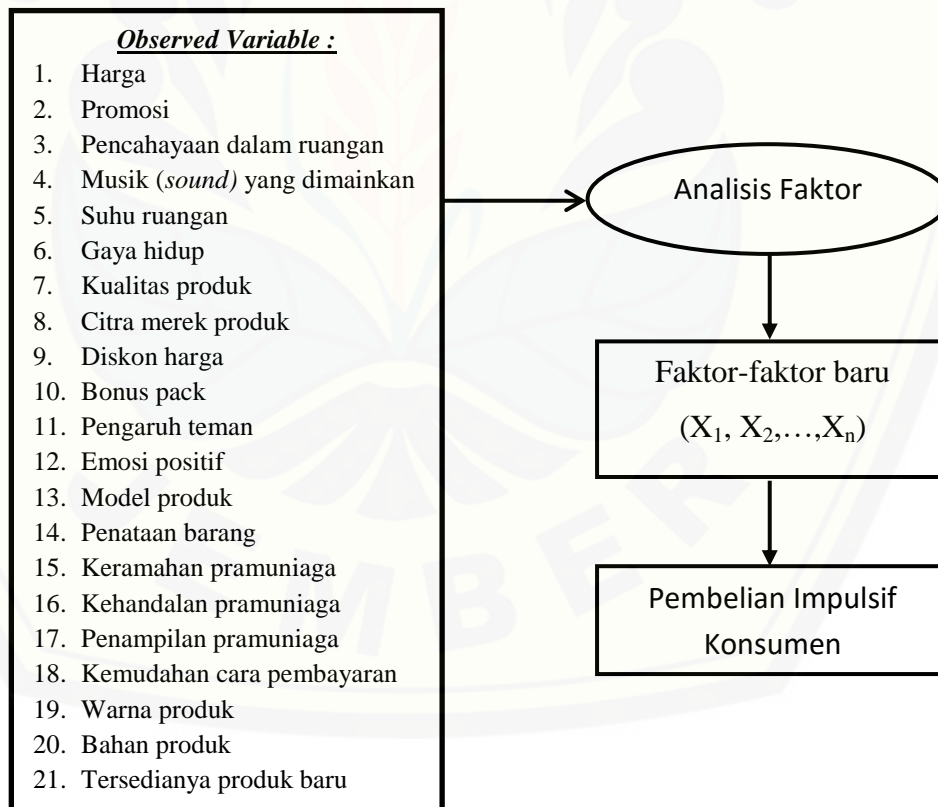 Observed Variable :
1. Harga
2. Promosi
3. Pencahayaan dalam ruangan
4. Musik (sound) yang dimainkan
5. Suhu ruangan
6. Gaya hidup
7. Kualitas produk
8. Citra merek produk
9. Diskon harga
10. Bonus pack
11. Pengaruh teman
12. Emosi positif
13. Model produk
14. Penataan barang
15. Keramahan pramuniaga
16. Kehandalan pramuniaga
17. Penampilan pramuniaga
18. Kemudahan cara pembayaran
19. Warna produk
20. Bahan produk
21. Tersedianya produk baru
Analisis Faktor
Faktor-faktor baru
(X₁, X₂,…,Xₙ)
Pembelian Impulsif
Konsumen
MBER